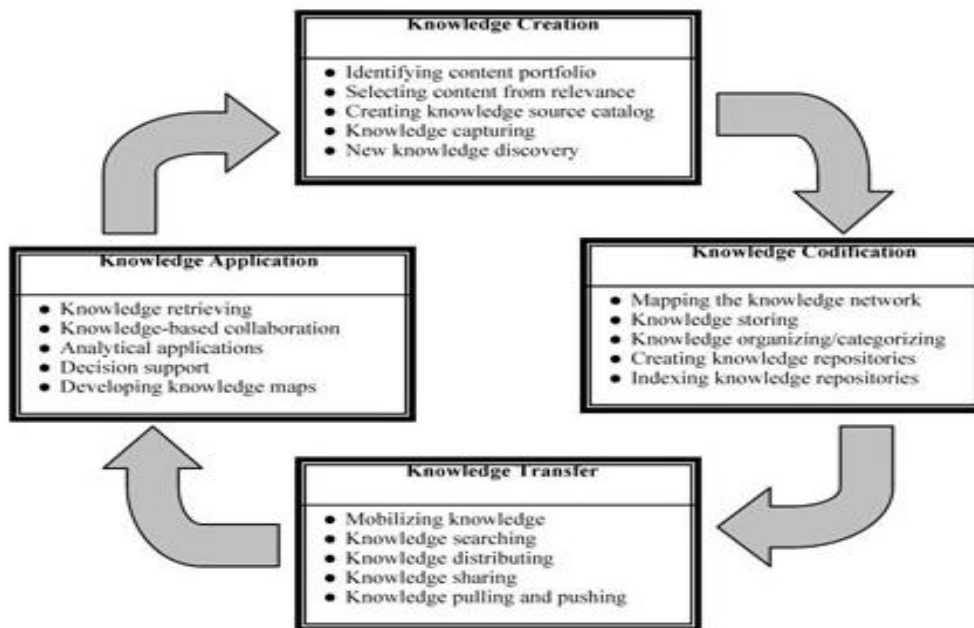 Knowledge Creation
● Identifying content portfolio
● Selecting content from relevance
● Creating knowledge source catalog
● Knowledge capturing
● New knowledge discovery
Knowledge Application
● Knowledge retrieving
● Knowledge-based collaboration
● Analytical applications
● Decision support
● Developing knowledge maps
Knowledge Codification
● Mapping the knowledge network
● Knowledge storing
● Knowledge organizing/categorizing
● Creating knowledge repositories
● Indexing knowledge repositories
Knowledge Transfer
● Mobilizing knowledge
● Knowledge searching
● Knowledge distributing
● Knowledge sharing
● Knowledge pulling and pushing